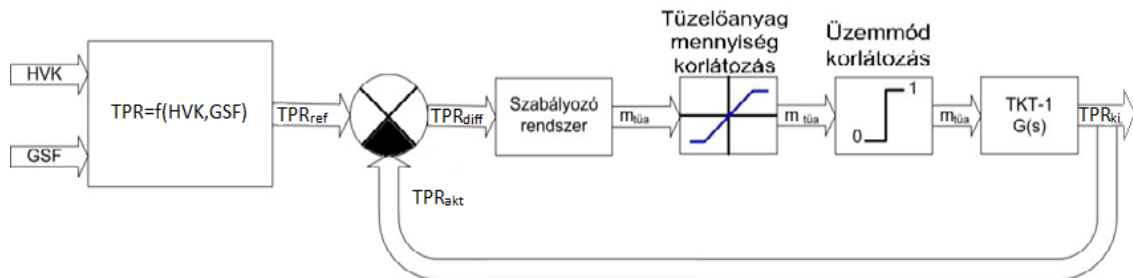 HVK
GSF
TPR=f(HVK,GSF)
TPRref
TPRdiff
Szabályozó
rendszer
mtüa
Tüzelőanyag
mennyiség
korlátozás
m tüa
Üzemmód
korlátozás
1
0
mtüa
TKT-1
G(s)
TPRki
TPRakt